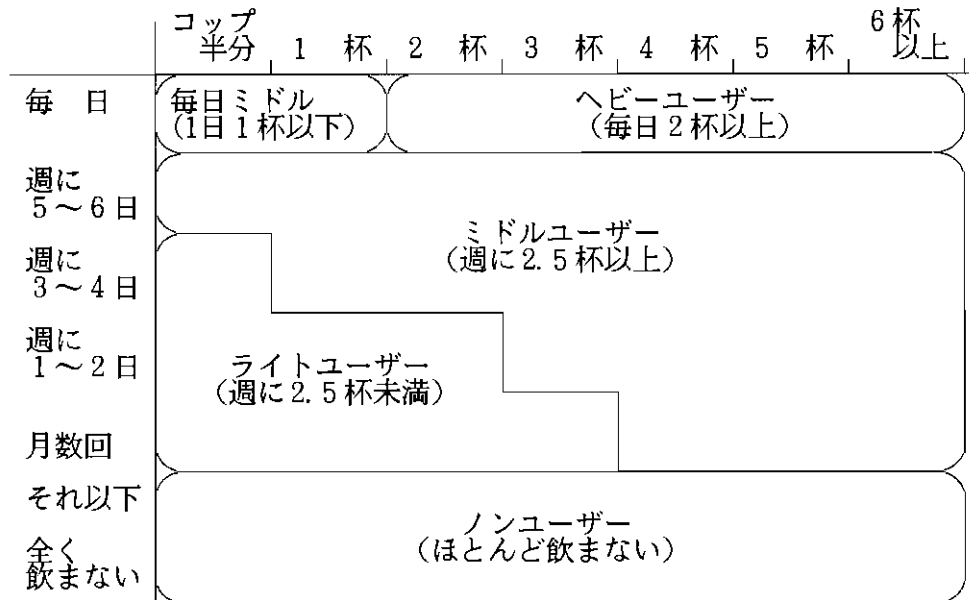 コップ半分 1杯 2杯 3杯 4杯 5杯 6杯以上
毎日
毎日ミドル
(1日1杯以下)
ヘビーユーザー
(毎日2杯以上)
週に
5〜6日
ミドルユーザー
(週に2.5杯以上)
週に
3〜4日
週に
1〜2日
ライトユーザー
(週に2.5杯未満)
月数回
それ以下
ノンユーザー
(ほとんど飲まない)
全く
飲まない